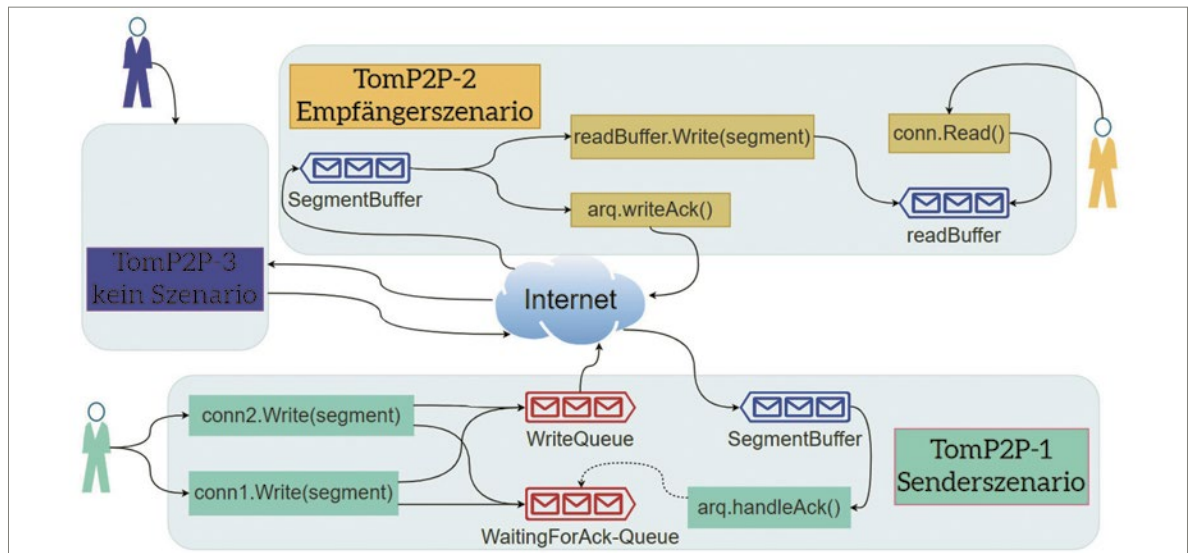 TomP2P-2
Empfängerszenario
readBuffer.Write(segment)
conn.Read()
SegmentBuffer
arq.writeAck()
readBuffer
TomP2P-3
kein Szenario
Internet
conn2.Write(segment)
WriteQueue
SegmentBuffer
TomP2P-1
Senderszenario
conn1.Write(segment)
arq.handleAck()
WaitingForAck-Queue